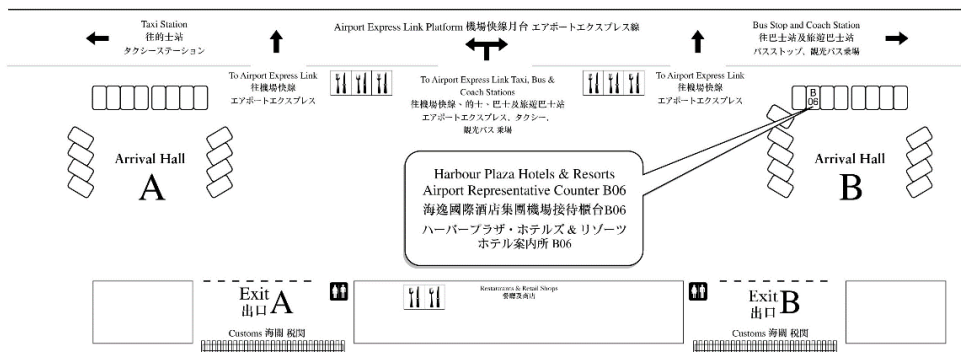 Taxi Station
往的士站
タクシーステーション
Airport Express Link Platform 機場快線月台 エアポートエクスプレス線
Bus Stop and Coach Station
往巴士站及旅遊巴士站
バスストップ、観光バス乗場
To Airport Express Link
往機場快線
エアポートエクスプレス
To Airport Express Link Taxi, Bus &
Coach Stations
往機場快線、的士、巴士及旅遊巴士站
エアポートエクスプレス、タクシー、
観光バス乗場
To Airport Express Link
往機場快線
エアポートエクスプレス
B
06
Arrival Hall
A
Arrival Hall
B
Harbour Plaza Hotels & Resorts
Airport Representative Counter B06
海逸國際酒店集團機場接待櫃台B06
ハーバープラザ・ホテルズ & リゾーツ
ホテル案内所 B06
Exit A
出口
Customs 海關 税関
Restaurants & Retail Shops
餐廳及商店
Exit B
出口
Customs 海關 税関